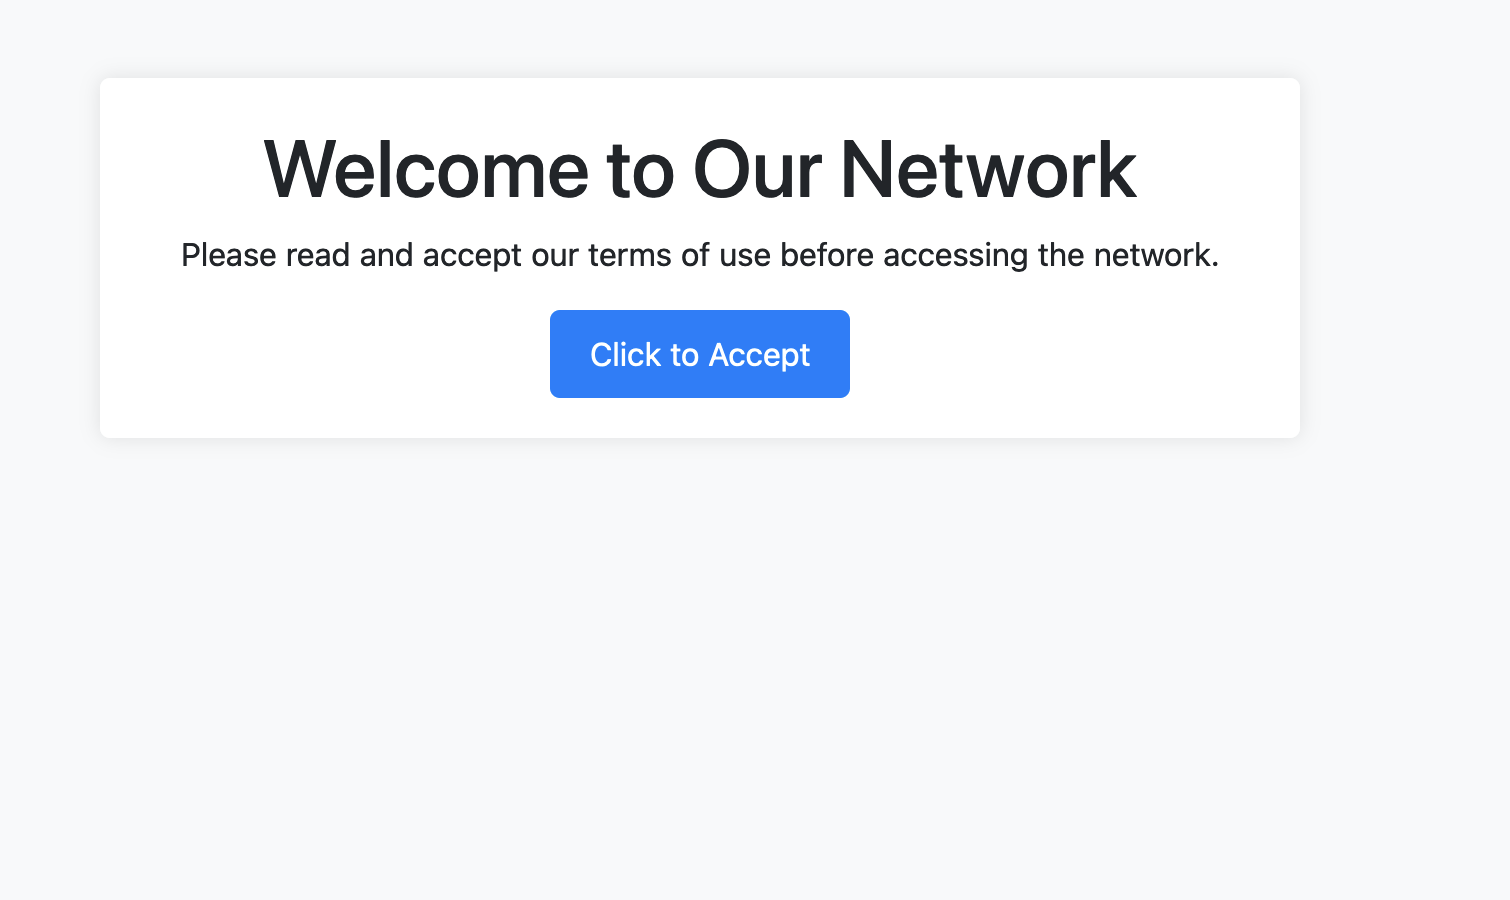 Welcome to Our Network
Please read and accept our terms of use before accessing the network.
Click to Accept